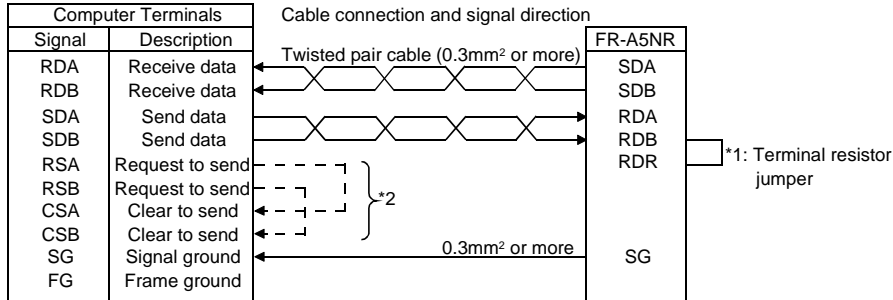 Computer Terminals Cable connection and signal direction
Signal Description Twisted pair cable (0.3mm² or more) FR-A5NR
RDA Receive data SDA
RDB Receive data SDB
SDA Send data RDA
SDB Send data RDB
RSA Request to send RDR *1: Terminal resistor
jumper
RSB Request to send *2
CSA Clear to send
CSB Clear to send
SG Signal ground 0.3mm² or more SG
FG Frame ground